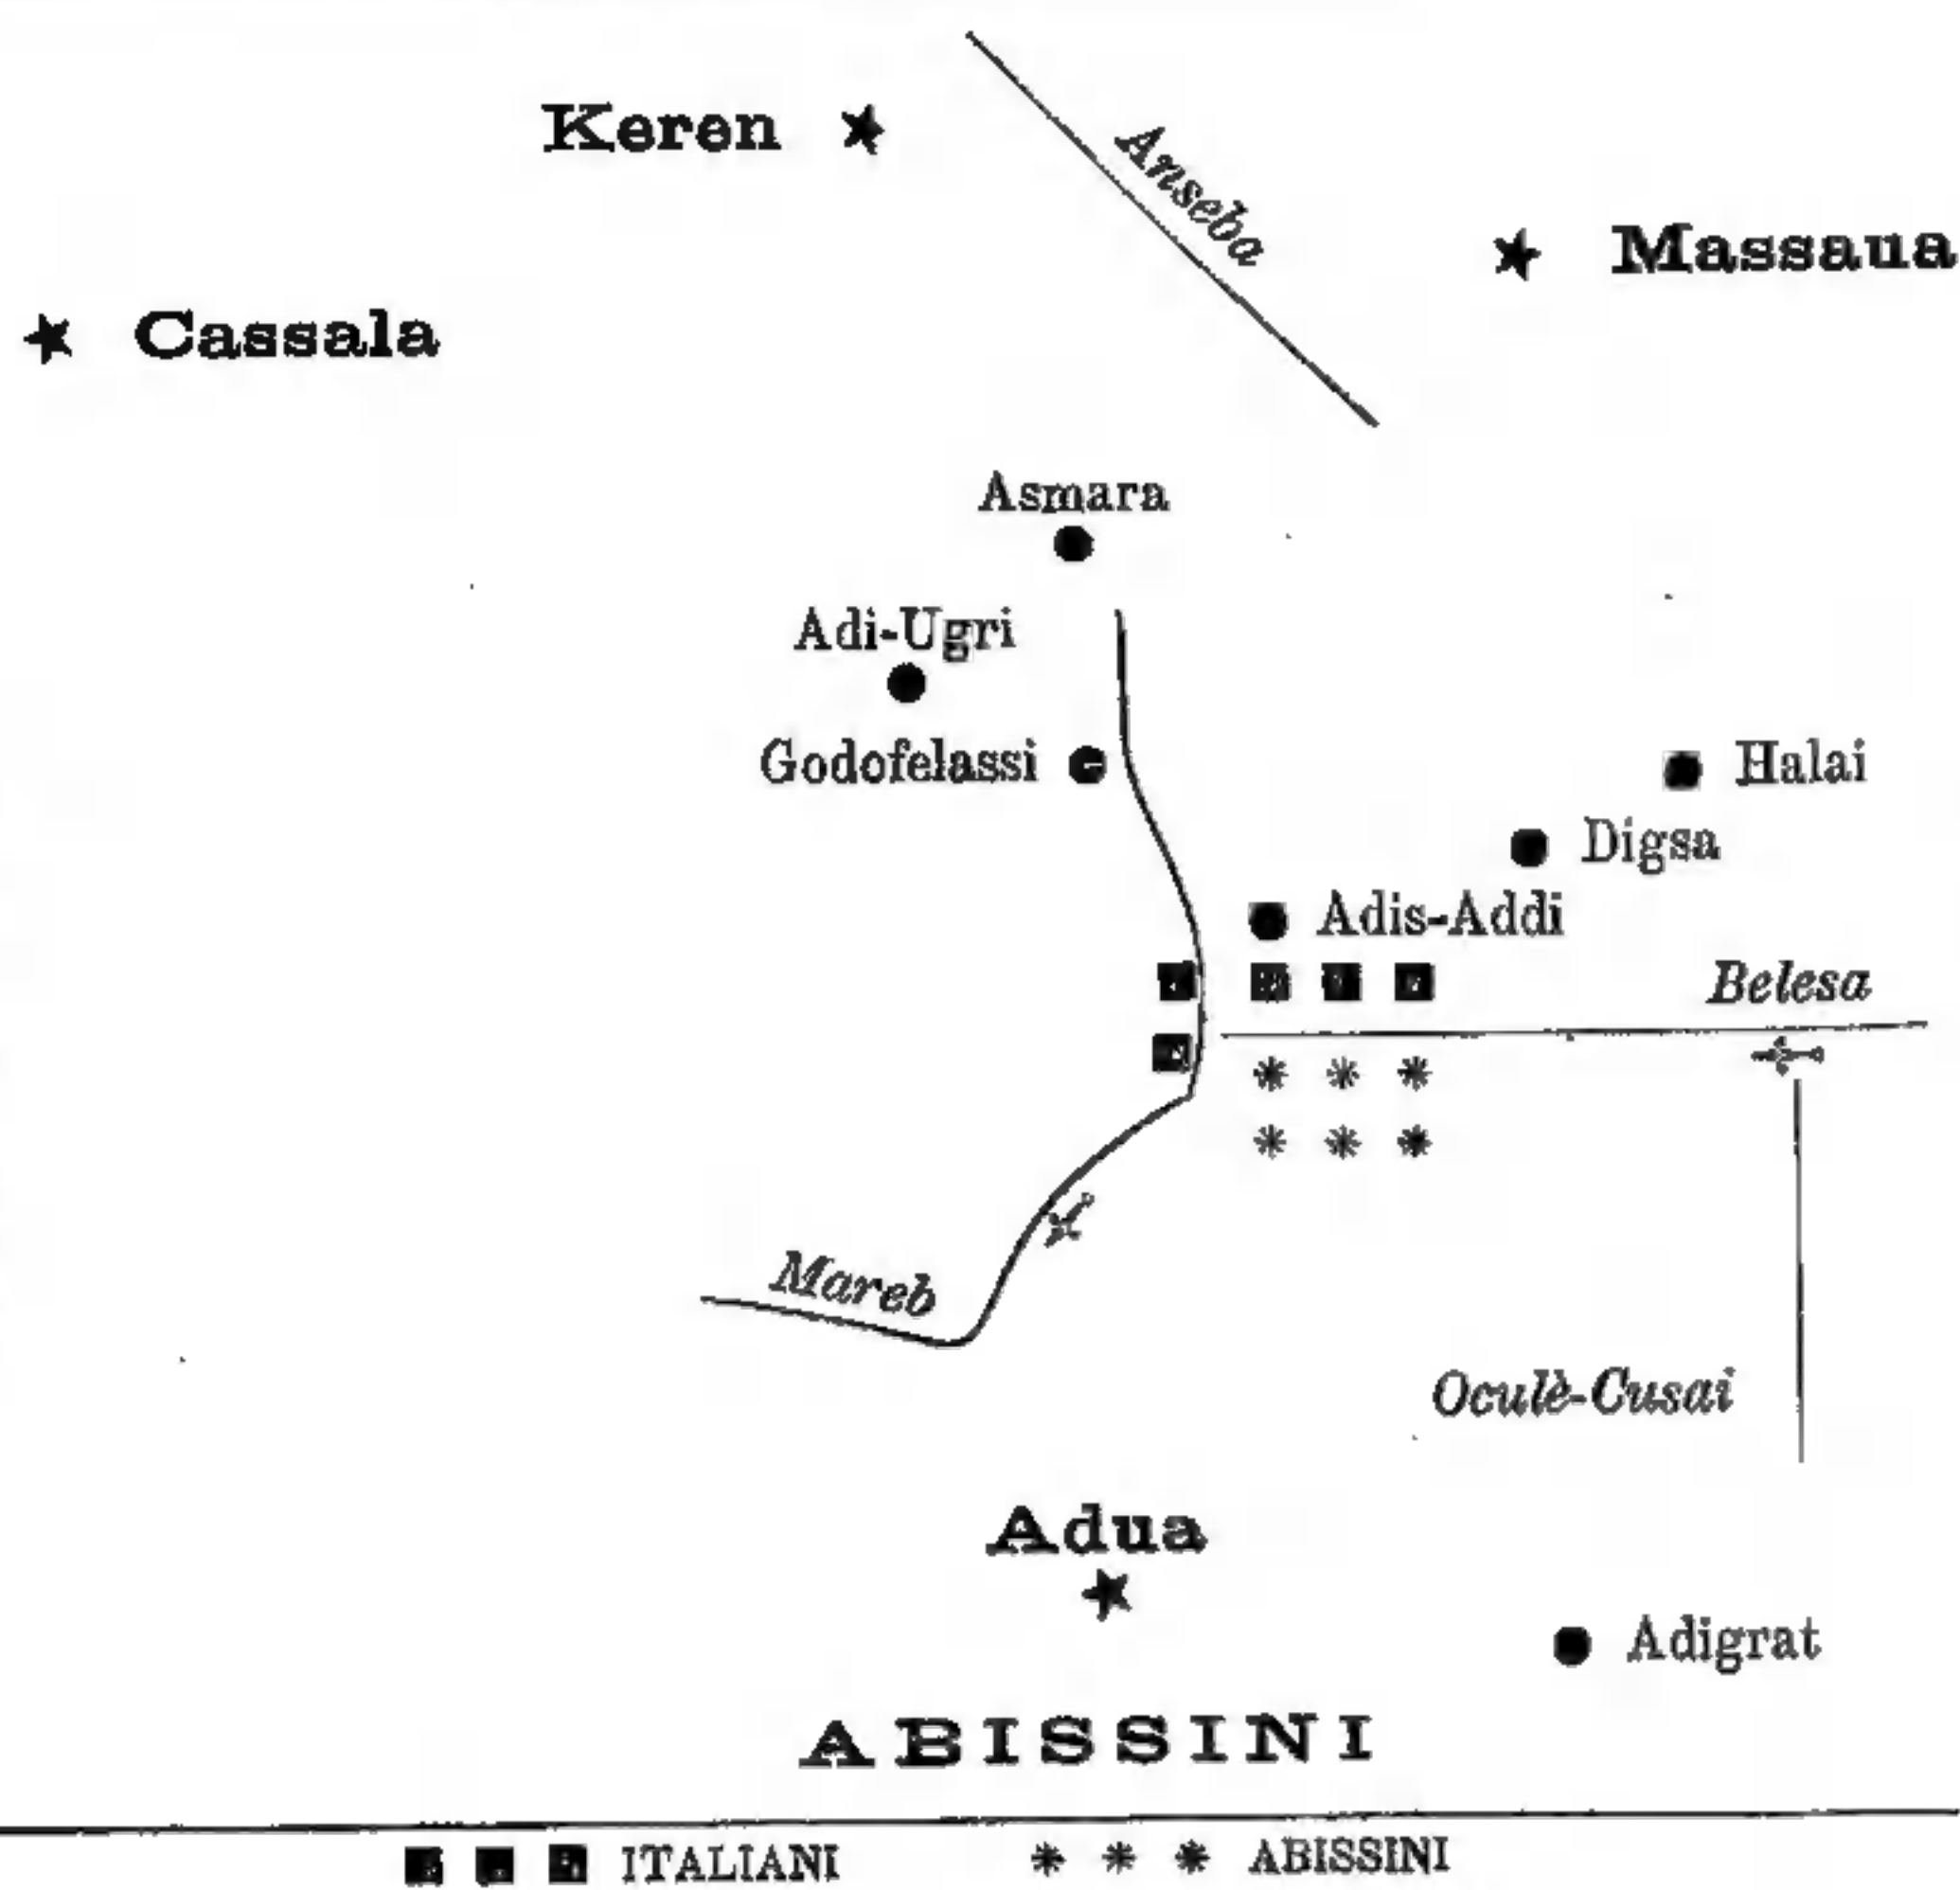 Keren
Anseba
Massaua
Cassala
Asmara
Adi-Ugri
Godofelassi
Halai
Digsa
Adis-Addi
Belesa
Mareb
Oculè-Cusai
Adua
Adigrat
ABISSINI
ITALIANI
ABISSINI